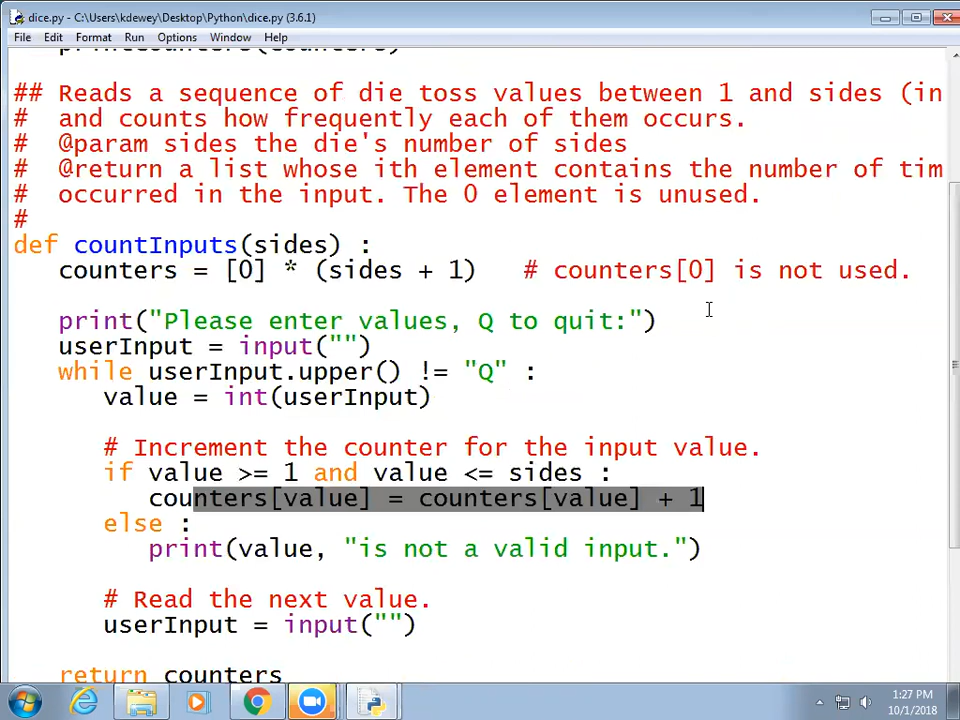 dice.py - C:\Users\kdewey\Desktop\Python\dice.py (3.6.1)
File Edit Format Run Options Window Help
printCounters(counters)
## Reads a sequence of die toss values between 1 and sides (in
# and counts how frequently each of them occurs.
# @param sides the die's number of sides
# @return a list whose ith element contains the number of tim
# occurred in the input. The 0 element is unused.
#
def countInputs(sides) :
counters = [0] * (sides + 1) # counters[0] is not used.
print("Please enter values, Q to quit:")
userInput = input("")
while userInput.upper() != "Q" :
value = int(userInput)
# Increment the counter for the input value.
if value >= 1 and value <= sides :
counters[value] = counters[value] + 1
else :
print(value, "is not a valid input.")
# Read the next value.
userInput = input("")
return counters
1:27 PM
10/1/2018